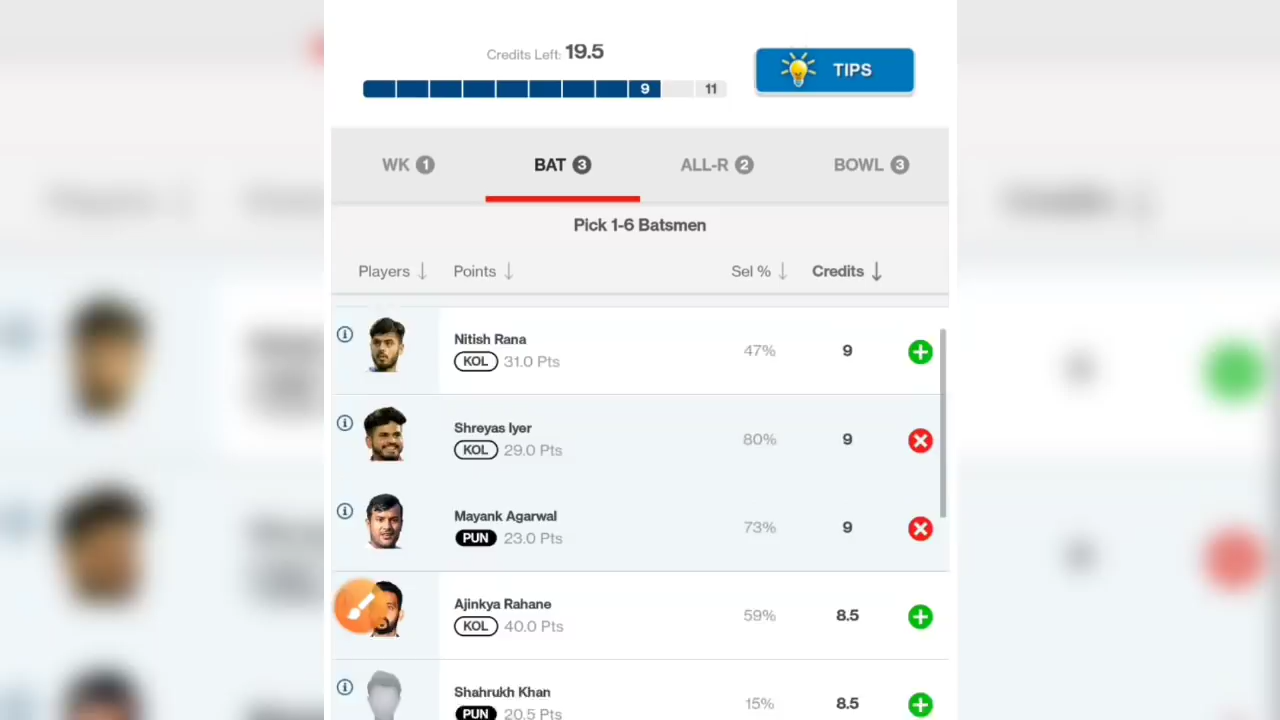 Credits Left: 19.5
9 11
TIPS
WK 1 BAT 3 ALL-R 2 BOWL 3
Pick 1-6 Batsmen
Players Points Sel % Credits
Nitish Rana
KOL 31.0 Pts 47% 9
Shreyas Iyer
KOL 29.0 Pts 80% 9
Mayank Agarwal
PUN 23.0 Pts 73% 9
Ajinkya Rahane
KOL 40.0 Pts 59% 8.5
Shahrukh Khan
PUN 20.5 Pts 15% 8.5